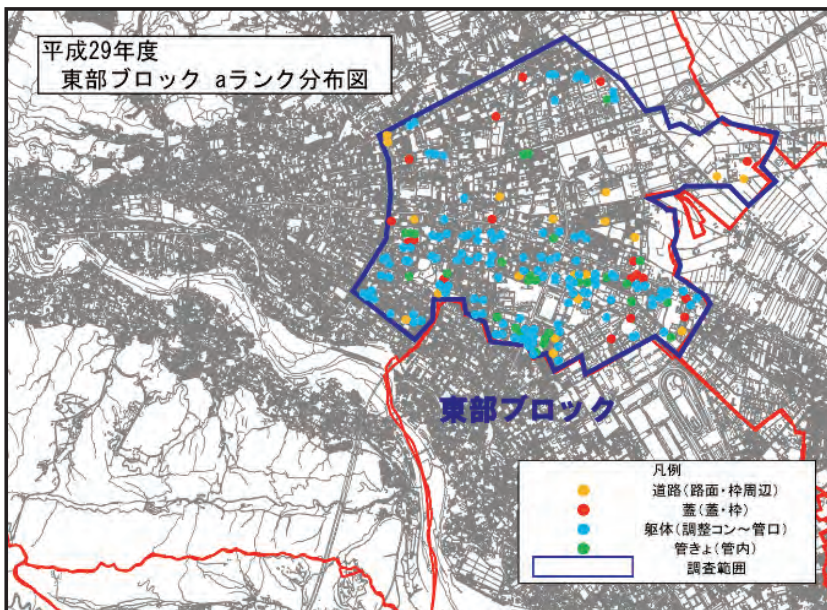 平成29年度
東部ブロック aランク分布図
東部ブロック
凡例
道路(路面・枠周辺)
蓋(蓋・枠)
躯体(調整コン〜管口)
管きょ(管内)
調査範囲